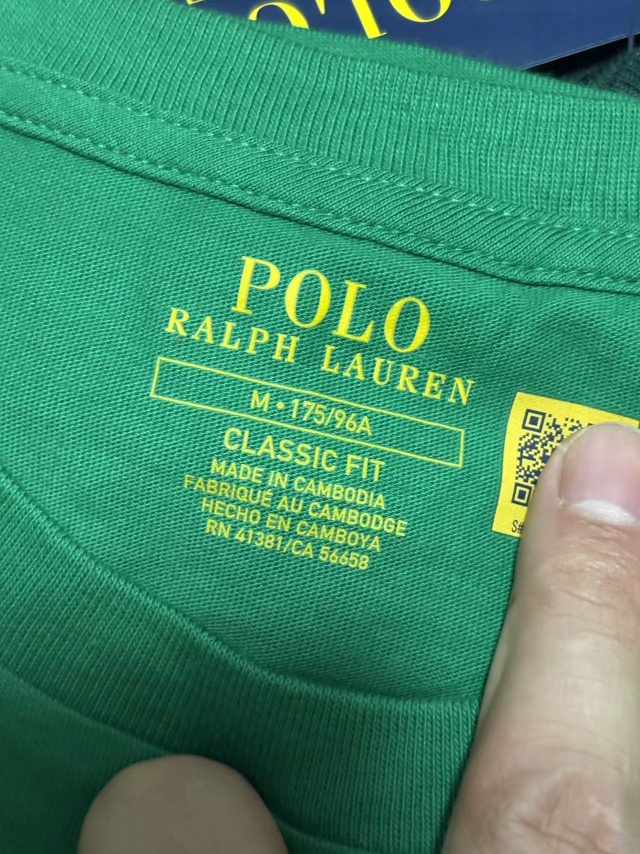 POLO
POLO
RALPH LAUREN
M • 175/96A
CLASSIC FIT
MADE IN CAMBODIA
FABRIQUÉ AU CAMBODGE
HECHO EN CAMBOYA
RN 41381/CA 56658
S#